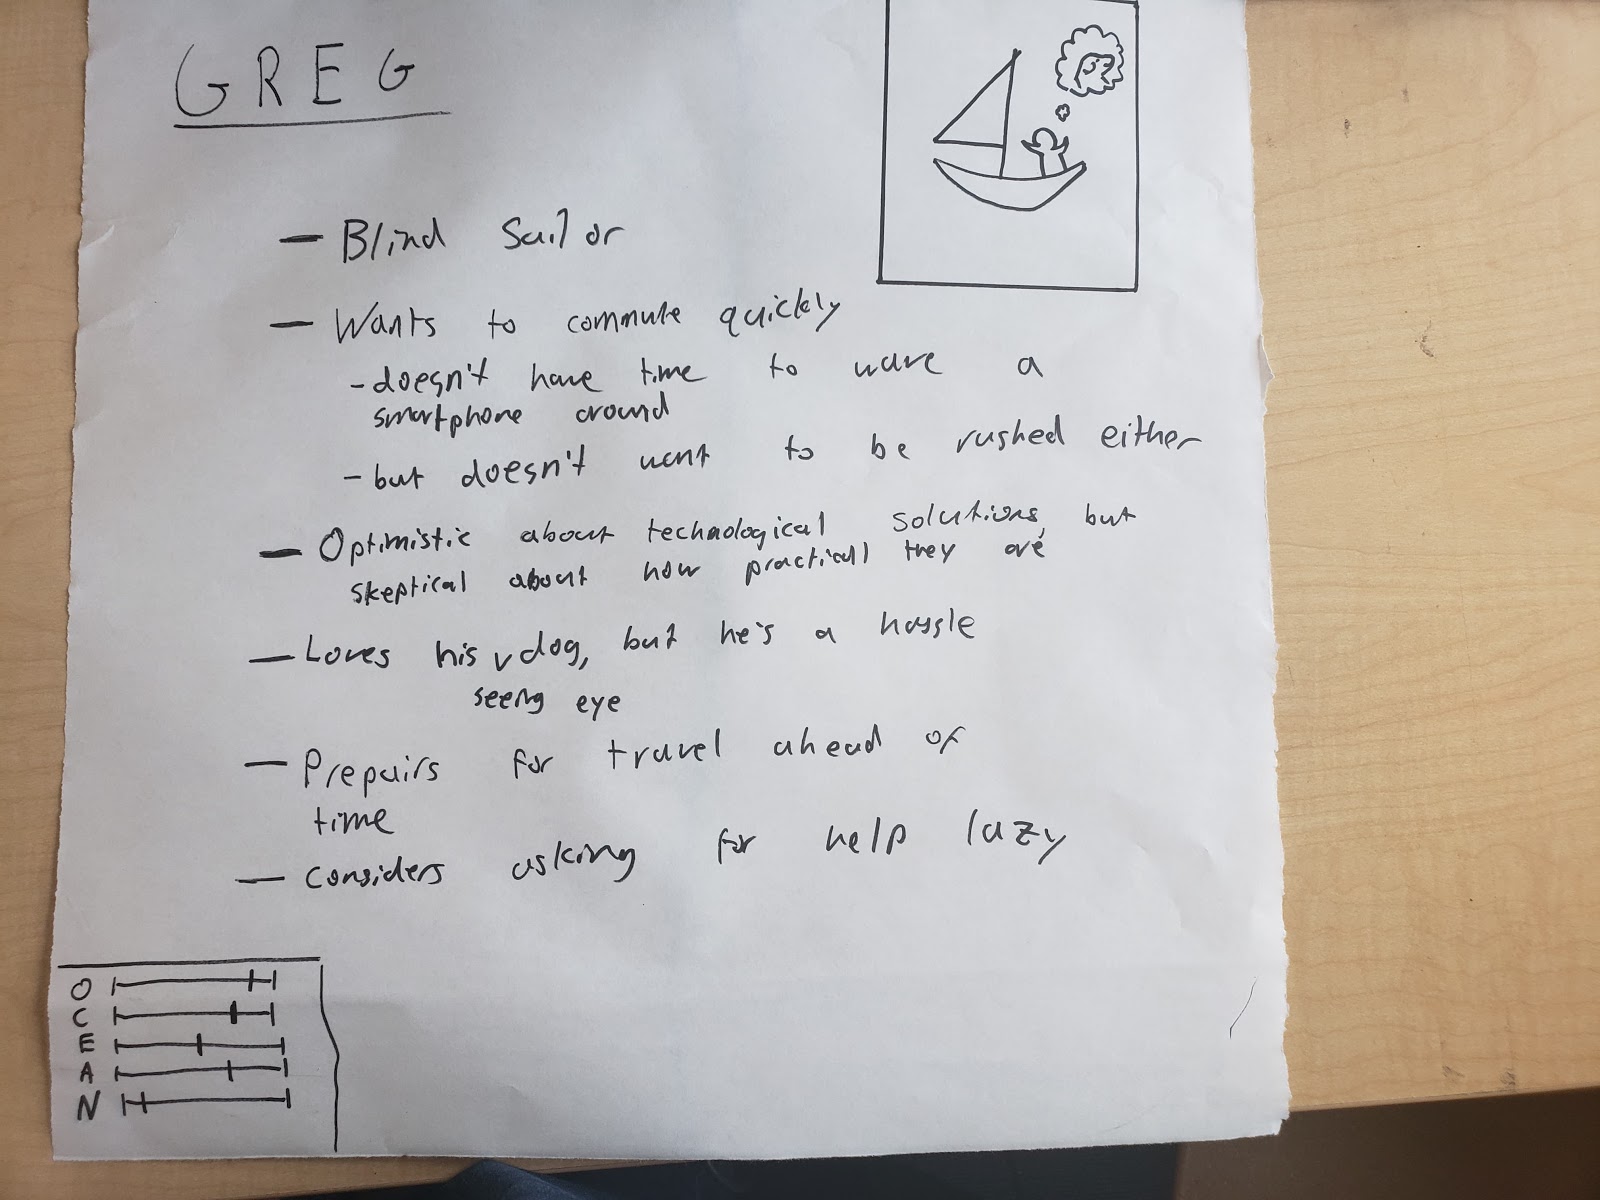 GREG
- Blind Sailor
- Wants to commute quickly
- doesn't have time to wave a
smartphone around
- but doesn't want to be rushed either
- Optimistic about technological solutions, but
skeptical about how practicall they are
- Loves his v dog, but he's a hassle
seeing eye
- Prepairs for travel ahead of
time
- Considers asking for help lazy
O
C
E
A
N